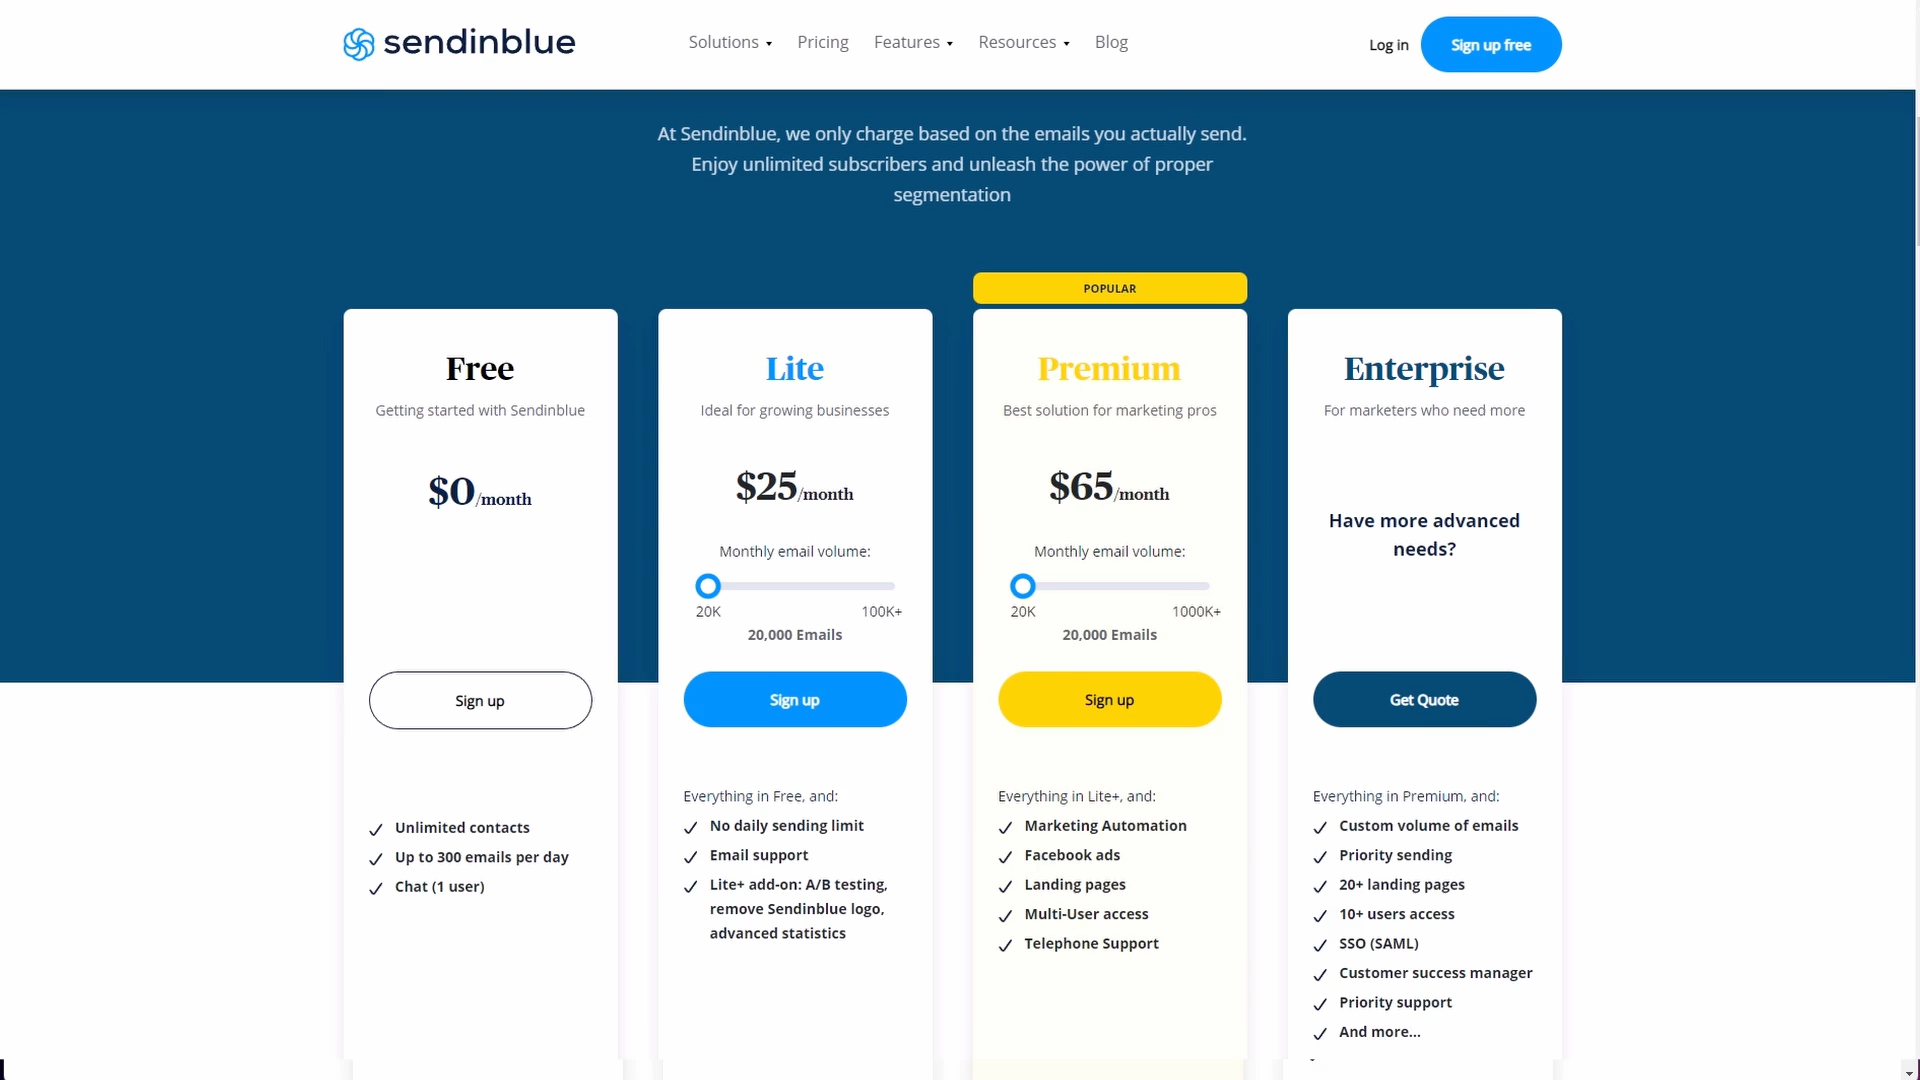 sendinblue
Solutions
Pricing
Features
Resources
Blog
Log in
Sign up free
At Sendinblue, we only charge based on the emails you actually send.
Enjoy unlimited subscribers and unleash the power of proper
segmentation
POPULAR
Free
Getting started with Sendinblue
$0/month
Sign up
Unlimited contacts
Up to 300 emails per day
Chat (1 user)
Lite
Ideal for growing businesses
$25/month
Monthly email volume:
20K 100K+
20,000 Emails
Sign up
Everything in Free, and:
No daily sending limit
Email support
Lite+ add-on: A/B testing,
remove Sendinblue logo,
advanced statistics
Premium
Best solution for marketing pros
$65/month
Monthly email volume:
20K 1000K+
20,000 Emails
Sign up
Everything in Lite+, and:
Marketing Automation
Facebook ads
Landing pages
Multi-User access
Telephone Support
Enterprise
For marketers who need more
Have more advanced
needs?
Get Quote
Everything in Premium, and:
Custom volume of emails
Priority sending
20+ landing pages
10+ users access
SSO (SAML)
Customer success manager
Priority support
And more...